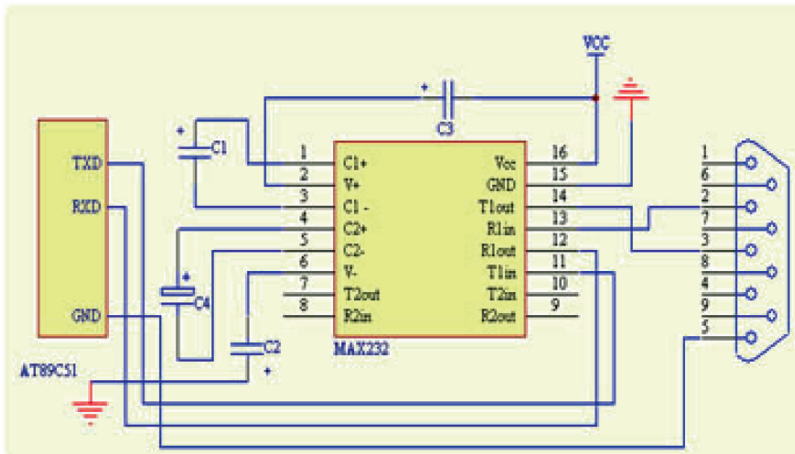 VCC
C3
TXD
RXD
GND
AT89C51
C1
C4
C2
1 C1+ Vcc 16
2 V+ GND 15
3 C1- T1out 14
4 C2+ R1in 13
5 C2- R1out 12
6 V- T1in 11
7 T2out T2in 10
8 R2in R2out 9
MAX232
1
6
2
7
3
8
4
9
5